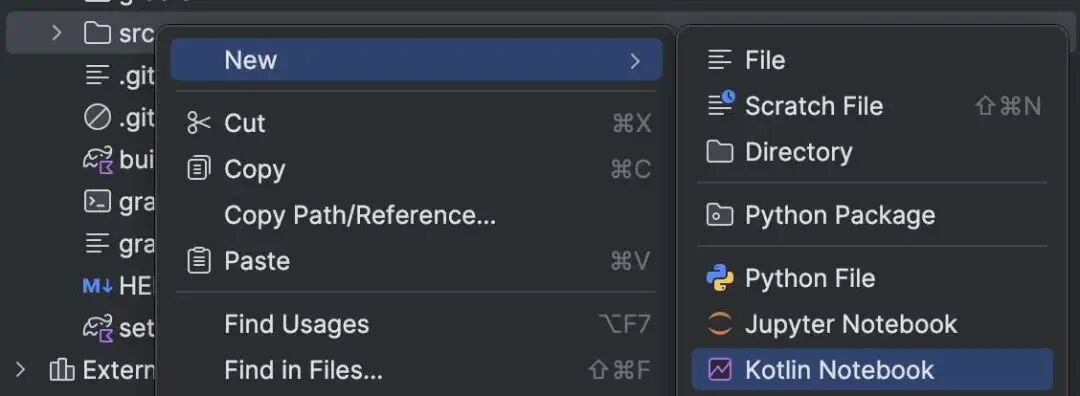 src
.git
.git
bui
gra
gra
M↓ HE
set
Extern
New
Cut ⌘X
Copy ⌘C
Copy Path/Reference...
Paste ⌘V
Find Usages ⌥F7
Find in Files... ⇧⌘F
File
Scratch File ⇧⌘N
Directory
Python Package
Python File
Jupyter Notebook
Kotlin Notebook